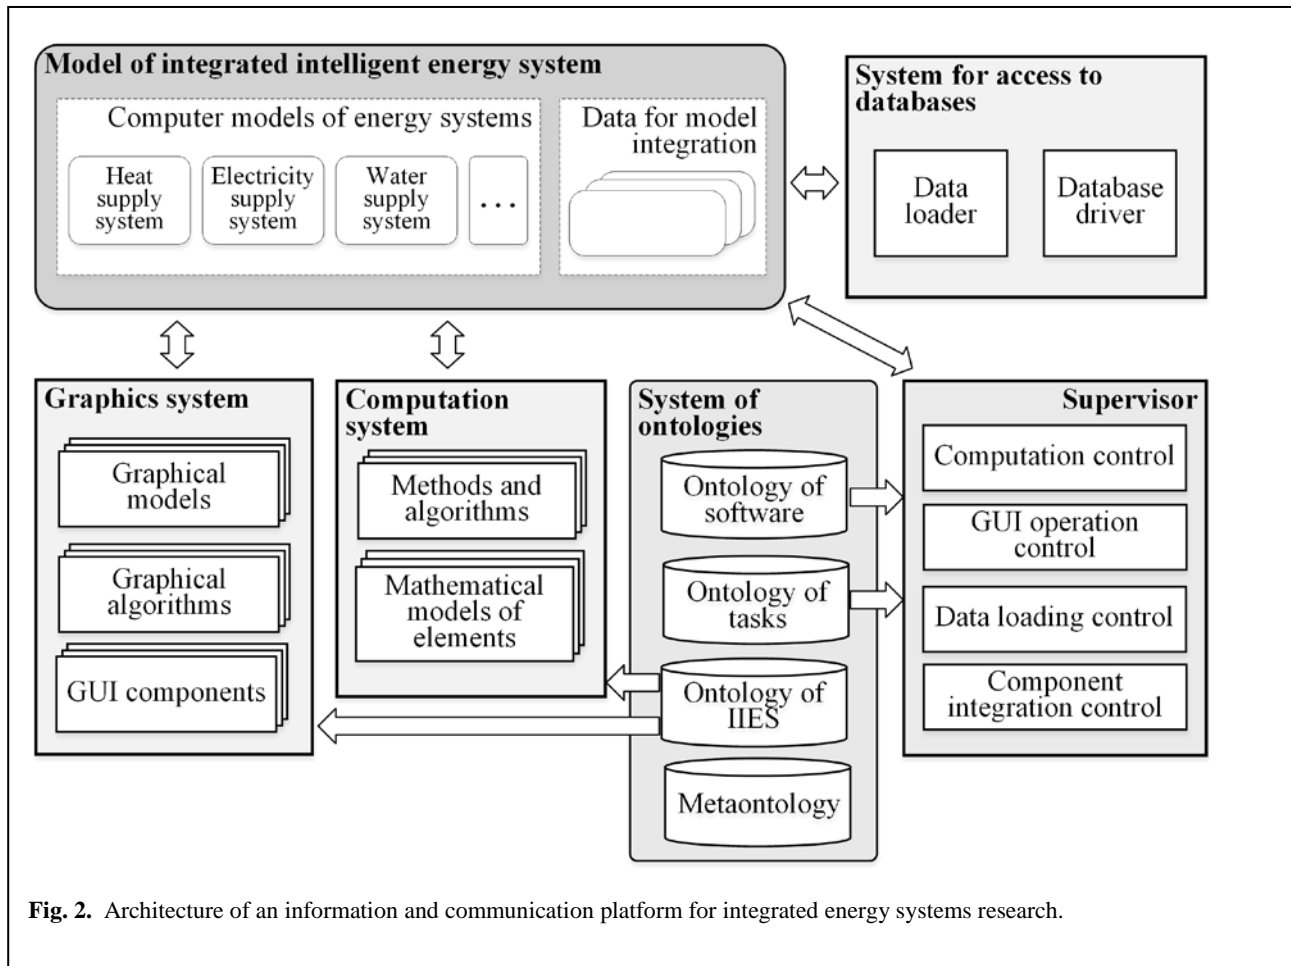 Model of integrated intelligent energy system
Computer models of energy systems
Heat
supply
system
Electricity
supply
system
Water
supply
system
...
Data for model
integration
System for access to
databases
Data
loader
Database
driver
Graphics system
Graphical
models
Graphical
algorithms
GUI components
Computation
system
Methods and
algorithms
Mathematical
models of
elements
System of
ontologies
Ontology of
software
Ontology of
tasks
Ontology of
IIES
Metaontology
Supervisor
Computation control
GUI operation
control
Data loading control
Component
integration control
Fig. 2. Architecture of an information and communication platform for integrated energy systems research.